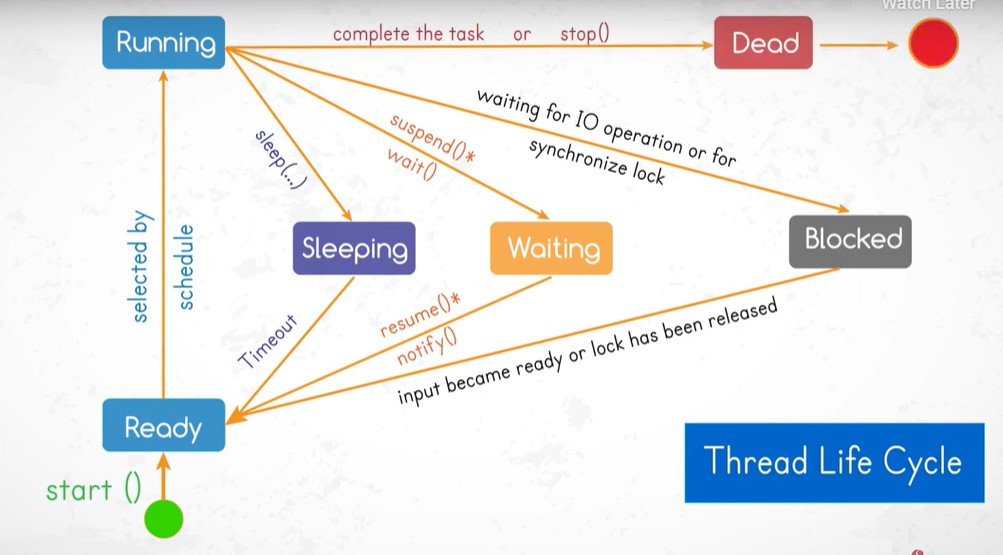 Watch Later
Running
complete the task or stop()
Dead
waiting for IO operation or for
synchronize lock
suspend()*
wait()
sleep(...)
selected by
schedule
Sleeping
Waiting
Blocked
Timeout
resume()*
notify()
input became ready or lock has been released
Ready
start ()
Thread Life Cycle